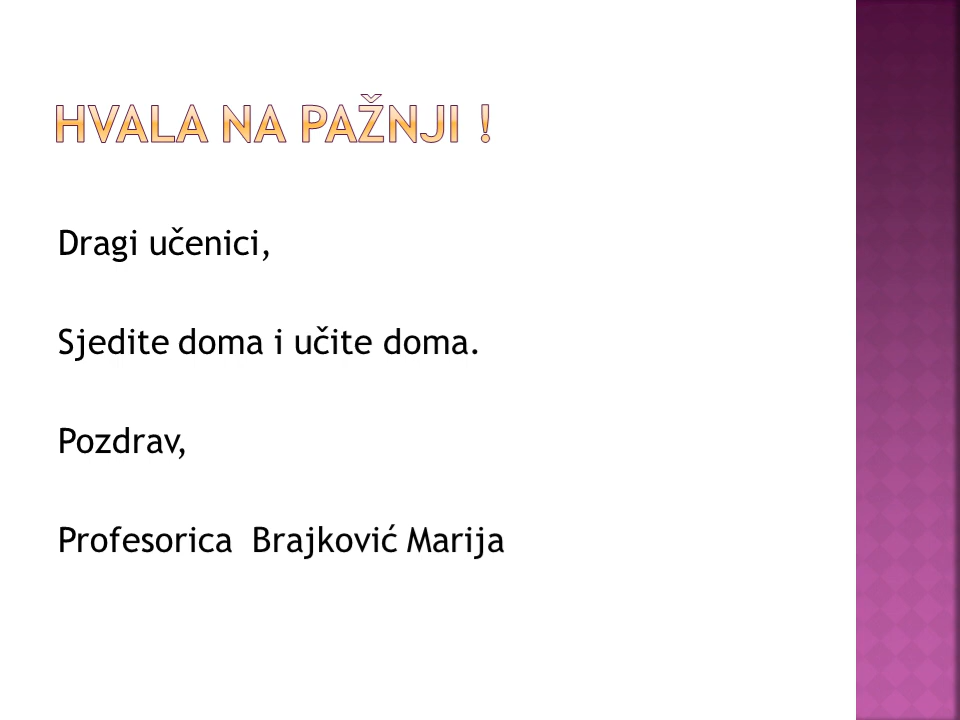 HVALA NA PAŽNJI !
Dragi učenici,
Sjedite doma i učite doma.
Pozdrav,
Profesorica  Brajković Marija